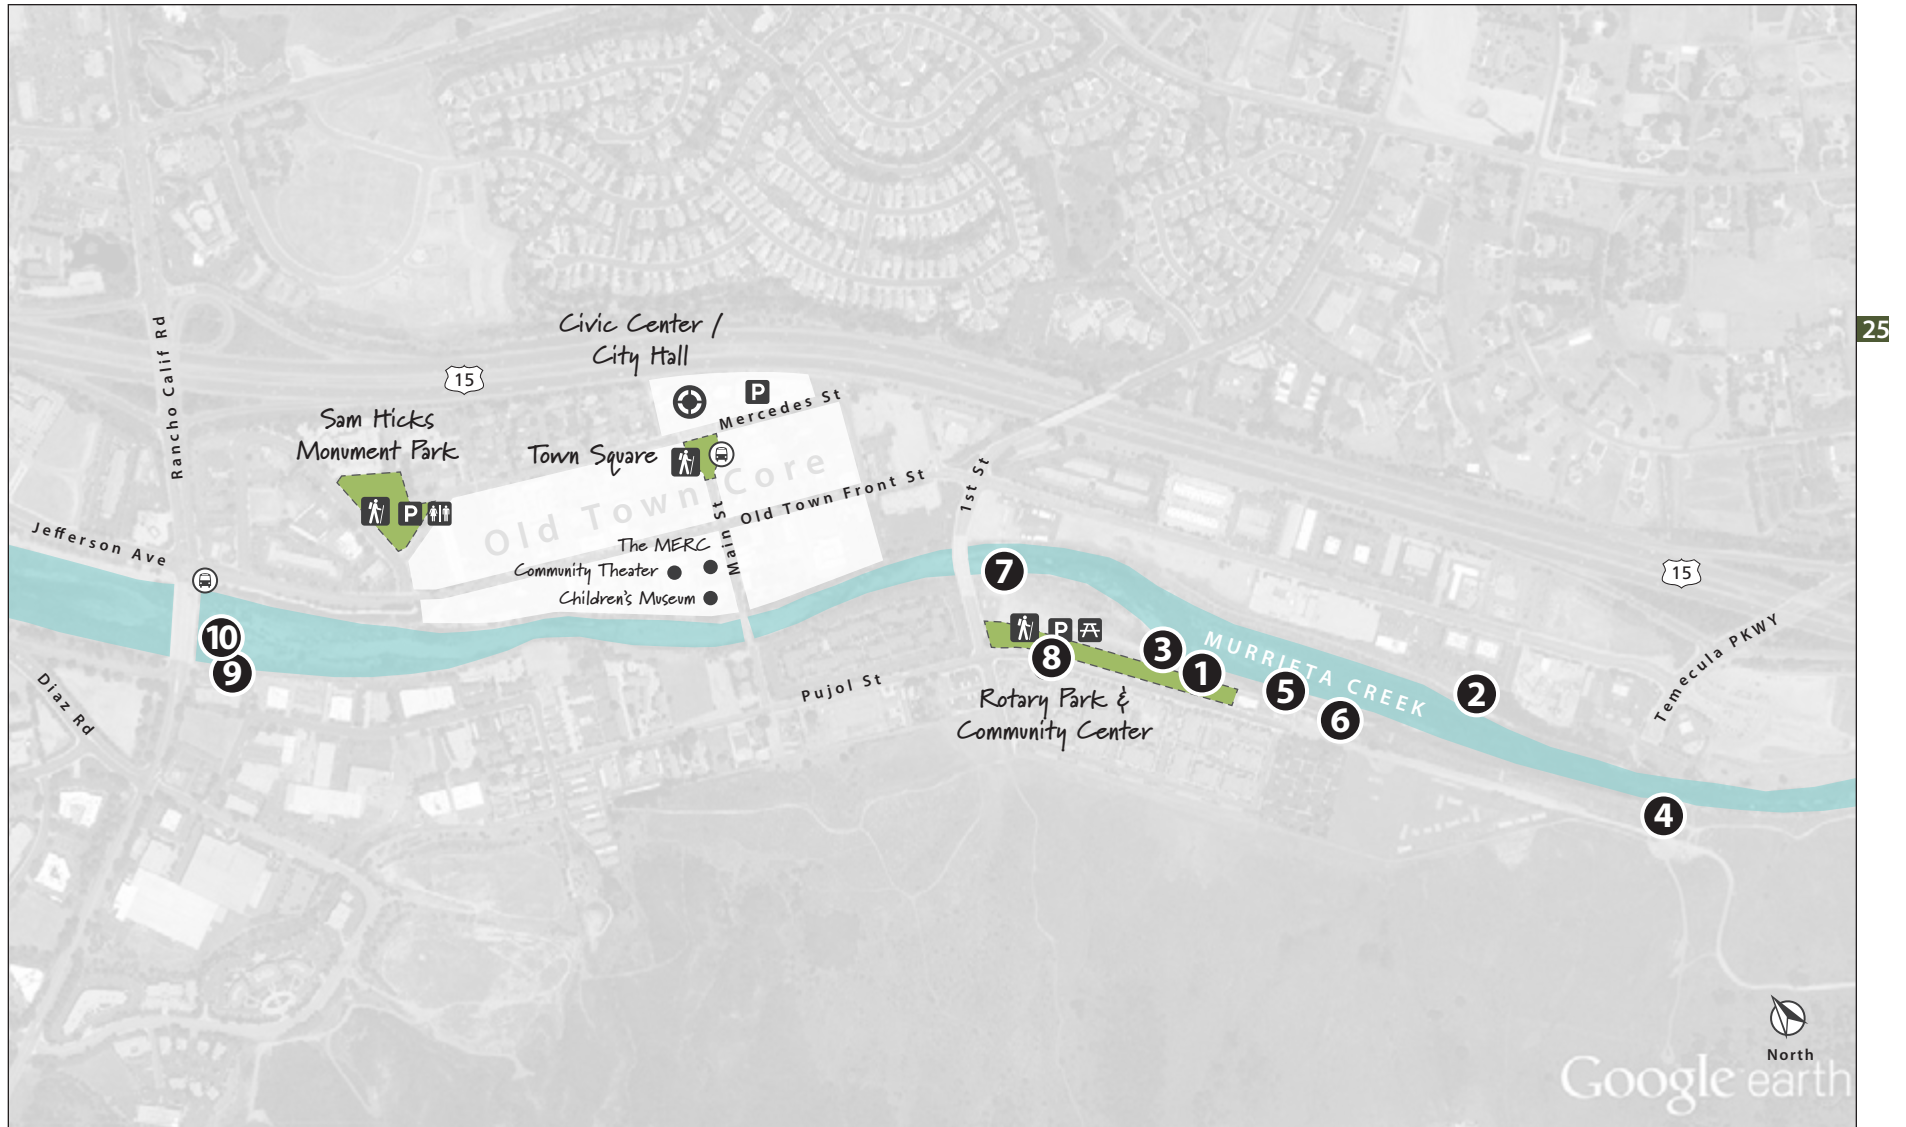 25
Civic Center /
City Hall
Rancho Calif Rd
15
P
Mercedes St
Sam Hicks
Monument Park
Town Square
Old Town Core
Old Town Front St
1st St
P
Main St
Jefferson Ave
The MERC
Community Theater
Children's Museum
7
15
10
9
P
8
3
1
MURRIETA CREEK
5
6
2
Temecula PKWY
Diaz Rd
Pujol St
Rotary Park &
Community Center
4
North
Google earth